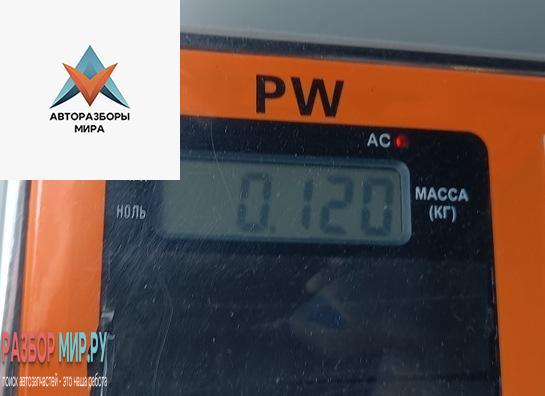 АВТОРАЗБОРЫ
МИРА
PW
AC
НОЛЬ
0.120
МАССА
(КГ)
РАЗБОР МИР.РУ
поиск автозапчастей - это наша работа